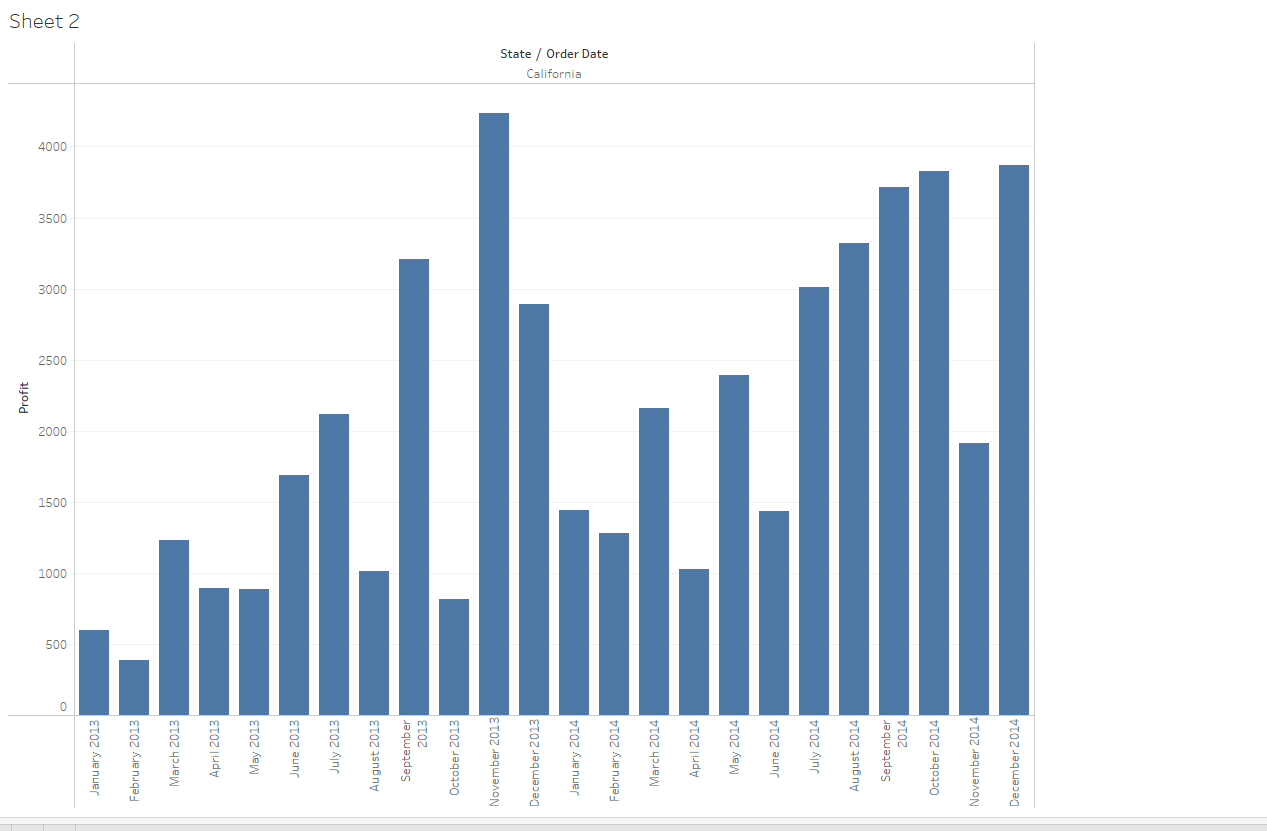 Sheet 2
State / Order Date
California
4000
3500
3000
2500
2000
1500
1000
500
0
Profit
January 2013
February 2013
March 2013
April 2013
May 2013
June 2013
July 2013
August 2013
September
2013
October 2013
November 2013
December 2013
January 2014
February 2014
March 2014
April 2014
May 2014
June 2014
July 2014
August 2014
September
2014
October 2014
November 2014
December 2014